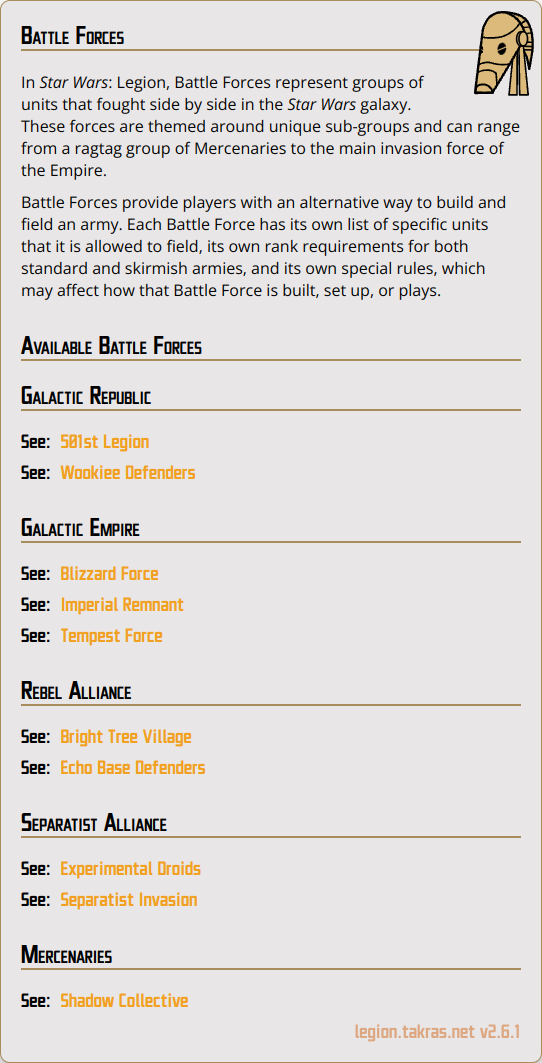 Battle Forces
In Star Wars: Legion, Battle Forces represent groups of
units that fought side by side in the Star Wars galaxy.
These forces are themed around unique sub-groups and can range
from a ragtag group of Mercenaries to the main invasion force of
the Empire.
Battle Forces provide players with an alternative way to build and
field an army. Each Battle Force has its own list of specific units
that it is allowed to field, its own rank requirements for both
standard and skirmish armies, and its own special rules, which
may affect how that Battle Force is built, set up, or plays.
Available Battle Forces
Galactic Republic
See: 501st Legion
See: Wookiee Defenders
Galactic Empire
See: Blizzard Force
See: Imperial Remnant
See: Tempest Force
Rebel Alliance
See: Bright Tree Village
See: Echo Base Defenders
Separatist Alliance
See: Experimental Droids
See: Separatist Invasion
Mercenaries
See: Shadow Collective
legion.takras.net v2.6.1